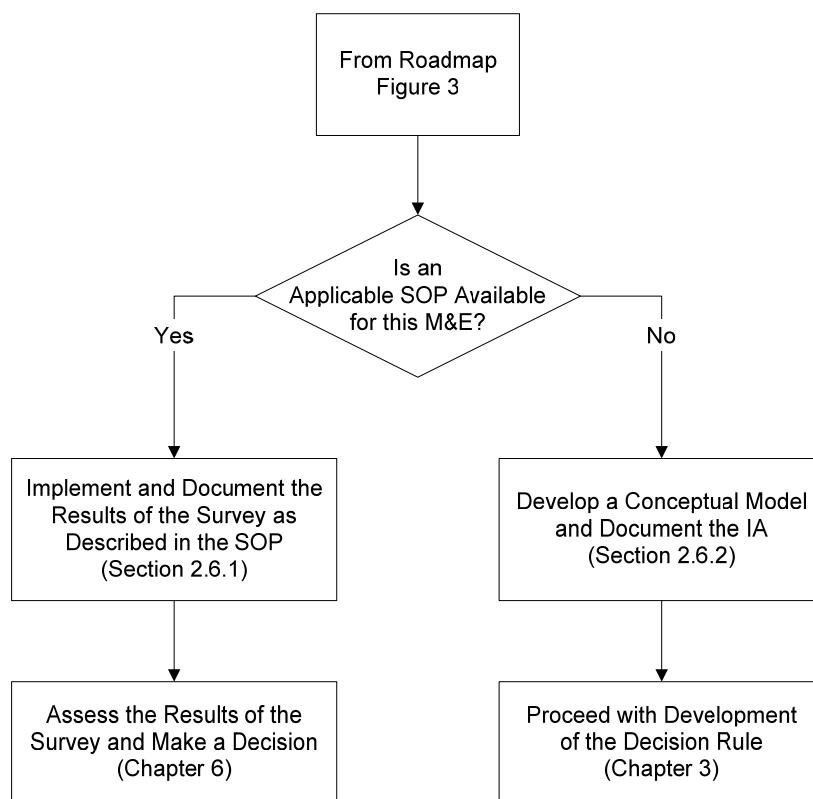 From Roadmap
Figure 3
Is an
Applicable SOP Available
for this M&E?
Yes
No
Implement and Document the
Results of the Survey as
Described in the SOP
(Section 2.6.1)
Develop a Conceptual Model
and Document the IA
(Section 2.6.2)
Assess the Results of the
Survey and Make a Decision
(Chapter 6)
Proceed with Development
of the Decision Rule
(Chapter 3)